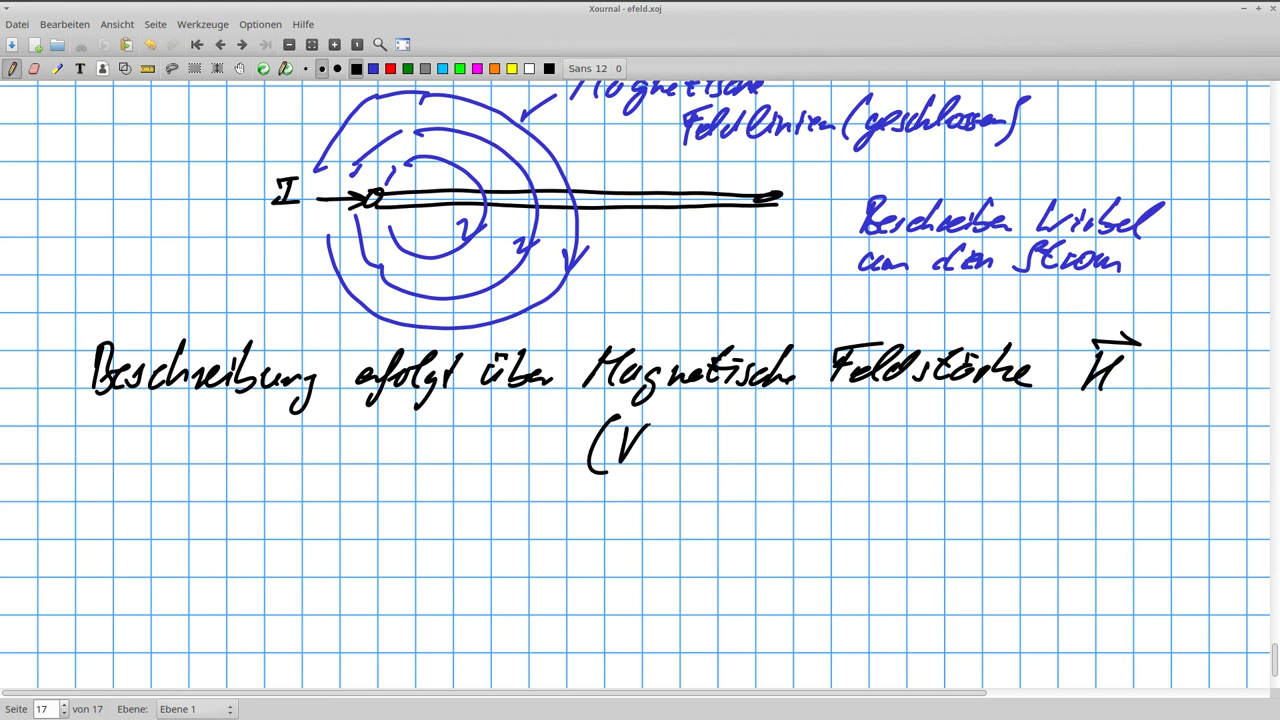 Xournal - efeld.xoj
Datei Bearbeiten Ansicht Seite Werkzeuge Optionen Hilfe
Sans 12 0
Magnetische
Feldlinien (geschlossen)
I
Beschreiben Wirbel
um den Strom
Beschreibung erfolgt über Magnetische Feldstärke H
(V
Seite 17 von 17 Ebene: Ebene 1